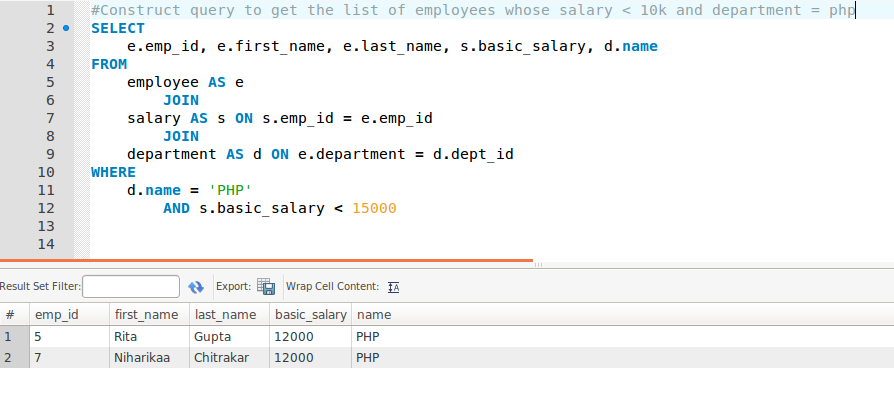 1 #Construct query to get the list of employees whose salary < 10k and department = php
2 SELECT
3 e.emp_id, e.first_name, e.last_name, s.basic_salary, d.name
4 FROM
5 employee AS e
6 JOIN
7 salary AS s ON s.emp_id = e.emp_id
8 JOIN
9 department AS d ON e.department = d.dept_id
10 WHERE
11 d.name = 'PHP'
12 AND s.basic_salary < 15000
13
14
Result Set Filter: Export: Wrap Cell Content: IA
# emp_id first_name last_name basic_salary name
1 5 Rita Gupta 12000 PHP
2 7 Niharikaa Chitrakar 12000 PHP